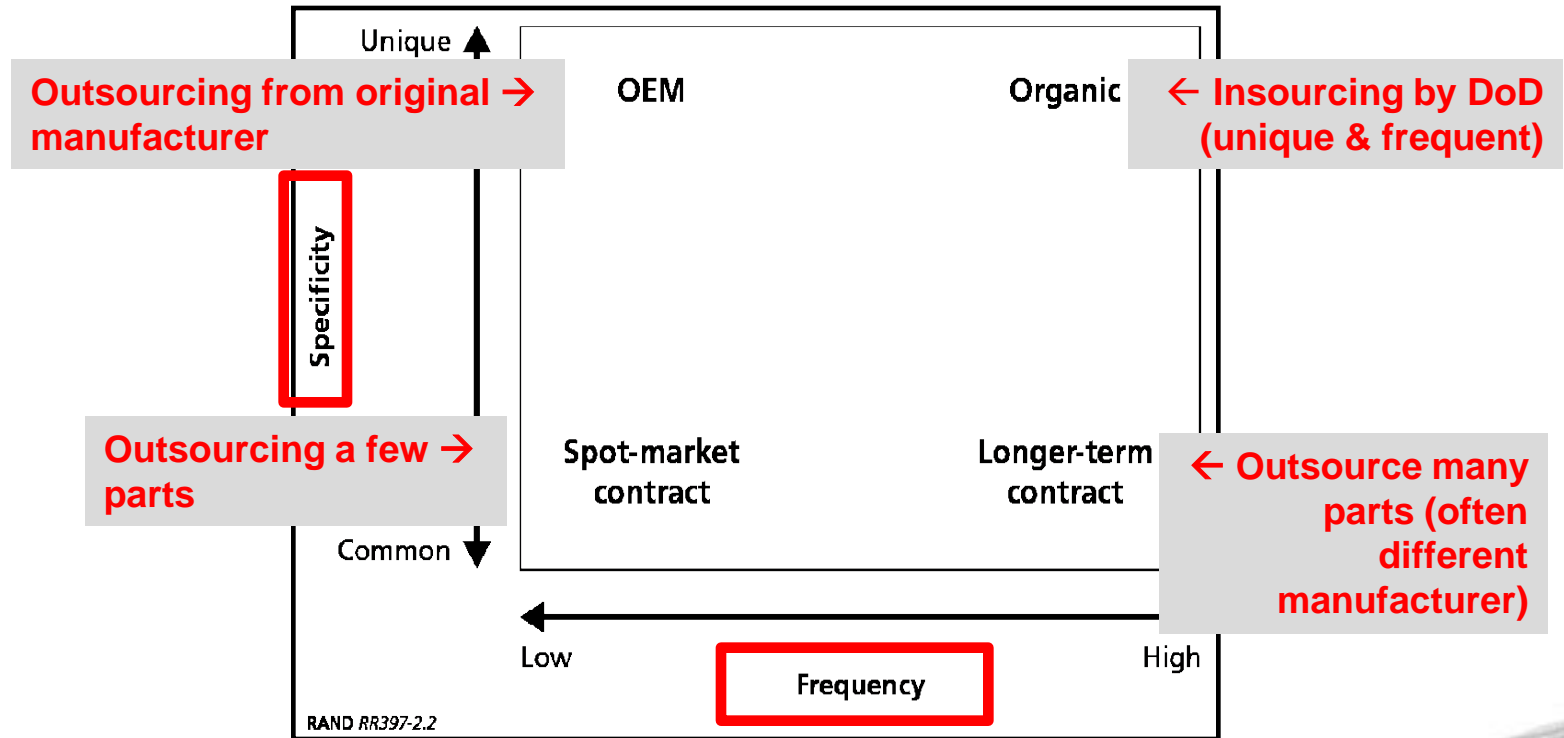 Unique
Outsourcing from original →
manufacturer
OEM
Organic
← Insourcing by DoD
(unique & frequent)
Specificity
Outsourcing a few →
parts
Spot-market
contract
Longer-term
contract
← Outsource many
parts (often
different
manufacturer)
Common
Low
High
Frequency
RAND RR397-2.2